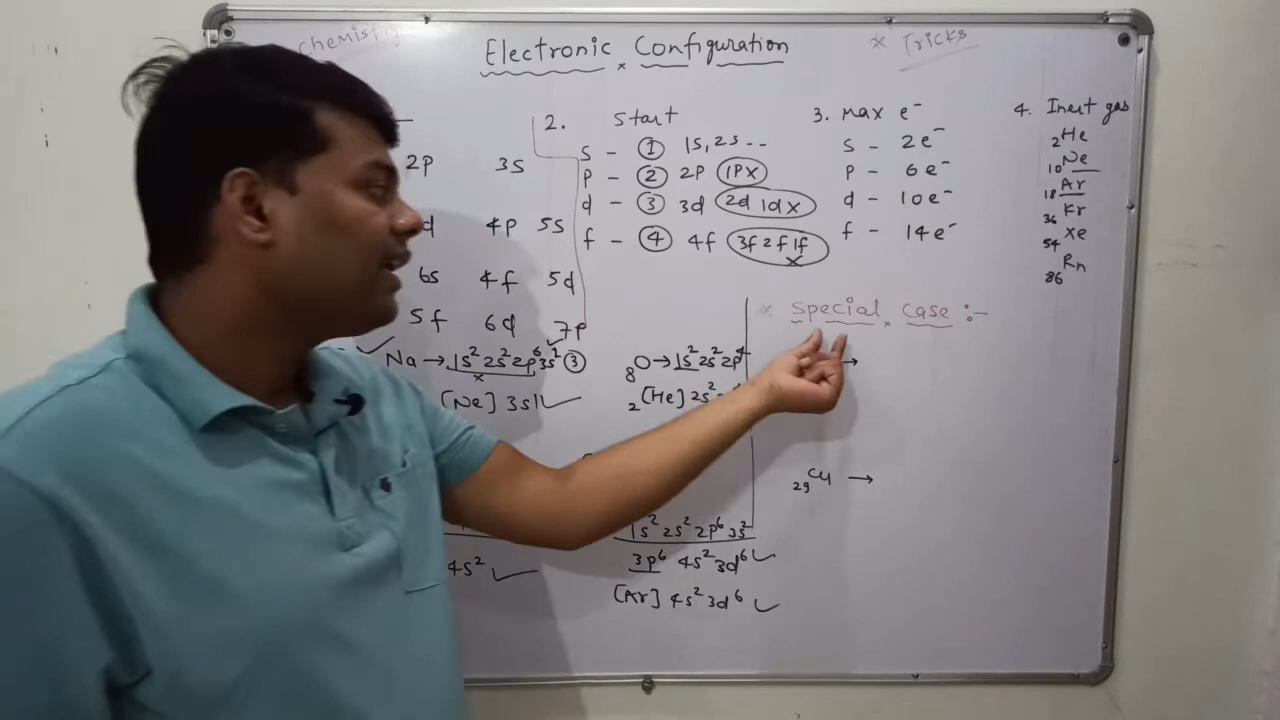 Chemistry
Electronic Configuration
* Tricks
2p 3s
d 4p 5s
6s 4f 5d
5f 6d 7p
2. Start
s - ① 1s, 2s --
p - ② 2p 1p x
d - ③ 3d 2d 1d x
f - ④ 4f 3f 2f 1f x
3. Max e⁻
s - 2e⁻
p - 6e⁻
d - 10e⁻
f - 14e⁻
4. Inert gas
₂He
₁₀Ne
₁₈Ar
₃₆Kr
₅₄Xe
₈₆Rn
Na → 1s² 2s² 2p⁶ 3s² ③
[Ne] 3s1
4s²
₈O → 1s² 2s² 2p⁴
₂[He] 2s²
1s² 2s² 2p⁶ 3s²
3p⁶ 4s² 3d⁶
[Ar] 4s² 3d⁶
* Special Case :-
→
₂₉Cu →